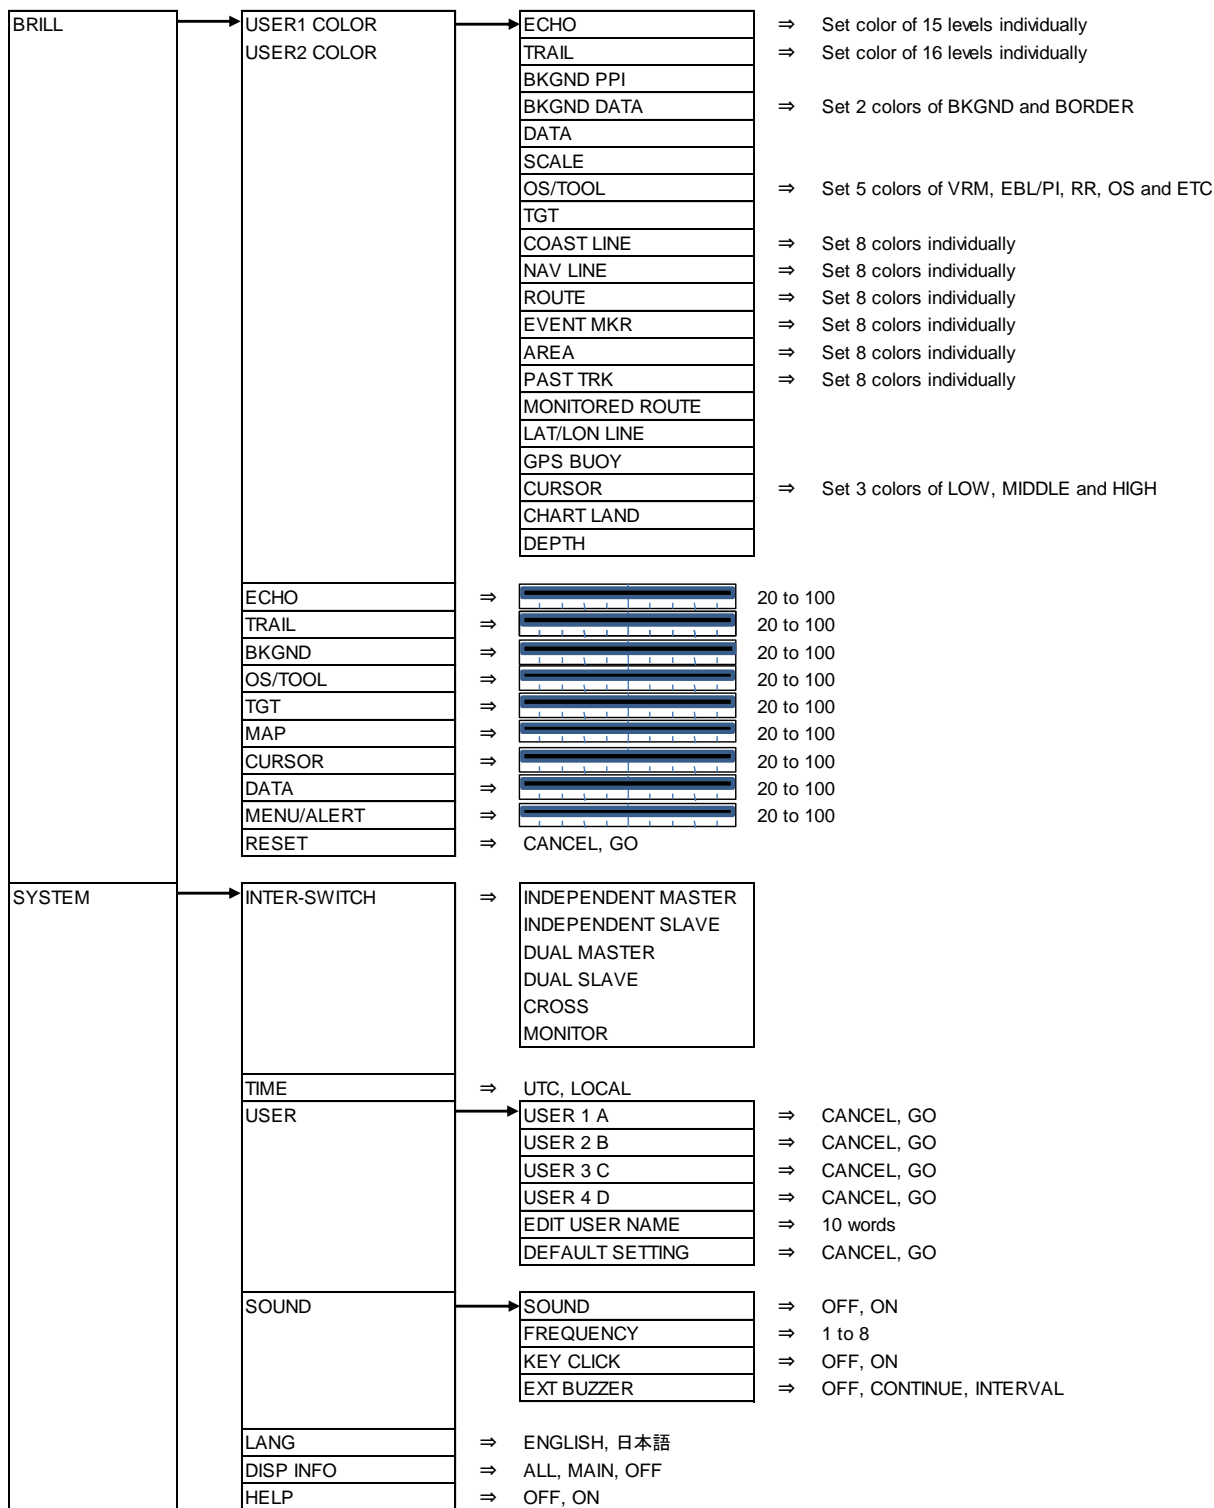 BRILL USER1 COLOR ECHO ⇒ Set color of 15 levels individually
USER2 COLOR TRAIL ⇒ Set color of 16 levels individually
BKGND PPI
BKGND DATA ⇒ Set 2 colors of BKGND and BORDER
DATA
SCALE
OS/TOOL ⇒ Set 5 colors of VRM, EBL/PI, RR, OS and ETC
TGT
COAST LINE ⇒ Set 8 colors individually
NAV LINE ⇒ Set 8 colors individually
ROUTE ⇒ Set 8 colors individually
EVENT MKR ⇒ Set 8 colors individually
AREA ⇒ Set 8 colors individually
PAST TRK ⇒ Set 8 colors individually
MONITORED ROUTE
LAT/LON LINE
GPS BUOY
CURSOR ⇒ Set 3 colors of LOW, MIDDLE and HIGH
CHART LAND
DEPTH
ECHO ⇒ 20 to 100
TRAIL ⇒ 20 to 100
BKGND ⇒ 20 to 100
OS/TOOL ⇒ 20 to 100
TGT ⇒ 20 to 100
MAP ⇒ 20 to 100
CURSOR ⇒ 20 to 100
DATA ⇒ 20 to 100
MENU/ALERT ⇒ 20 to 100
RESET ⇒ CANCEL, GO
SYSTEM INTER-SWITCH ⇒ INDEPENDENT MASTER
INDEPENDENT SLAVE
DUAL MASTER
DUAL SLAVE
CROSS
MONITOR
TIME ⇒ UTC, LOCAL
USER USER 1 A ⇒ CANCEL, GO
USER 2 B ⇒ CANCEL, GO
USER 3 C ⇒ CANCEL, GO
USER 4 D ⇒ CANCEL, GO
EDIT USER NAME ⇒ 10 words
DEFAULT SETTING ⇒ CANCEL, GO
SOUND SOUND ⇒ OFF, ON
FREQUENCY ⇒ 1 to 8
KEY CLICK ⇒ OFF, ON
EXT BUZZER ⇒ OFF, CONTINUE, INTERVAL
LANG ⇒ ENGLISH, 日本語
DISP INFO ⇒ ALL, MAIN, OFF
HELP ⇒ OFF, ON